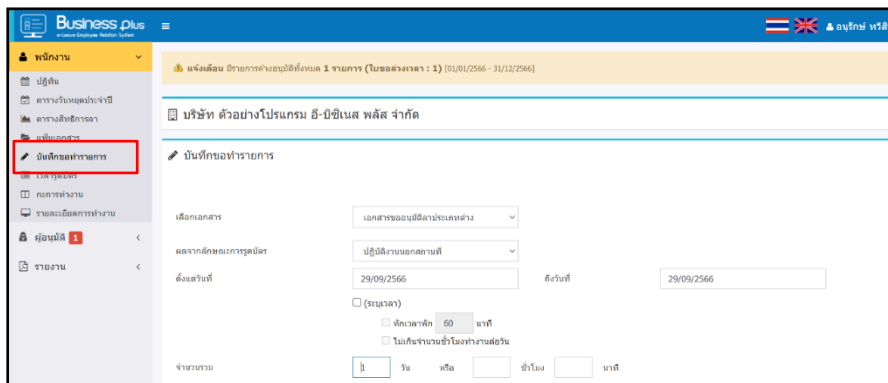 Business plus
e-Leave Employee Relation System
อนุรักษ์ ทวีสิ
พนักงาน
ปฏิทิน
ตารางวันหยุดประจำปี
ตารางสิทธิการลา
แฟ้มเอกสาร
บันทึกขอทำรายการ
เวลารูดบัตร
กะการทำงาน
รายละเอียดการทำงาน
ผู้อนุมัติ 1
รายงาน
แจ้งเตือน มีรายการค้างอนุมัติทั้งหมด 1 รายการ (ใบขอล่วงเวลา : 1) [01/01/2566 - 31/12/2566]
บริษัท ตัวอย่างโปรแกรม อี-บิซิเนส พลัส จำกัด
บันทึกขอทำรายการ
เลือกเอกสาร เอกสารขออนุมัติลาประเภทต่าง
ผลจากลักษณะการรูดบัตร ปฏิบัติงานนอกสถานที่
ตั้งแต่วันที่ 29/09/2566 ถึงวันที่ 29/09/2566
(ระบุเวลา)
หักเวลาพัก 60 นาที
ไม่เกินจำนวนชั่วโมงทำงานต่อวัน
จำนวนรวม 1 วัน หรือ ชั่วโมง นาที